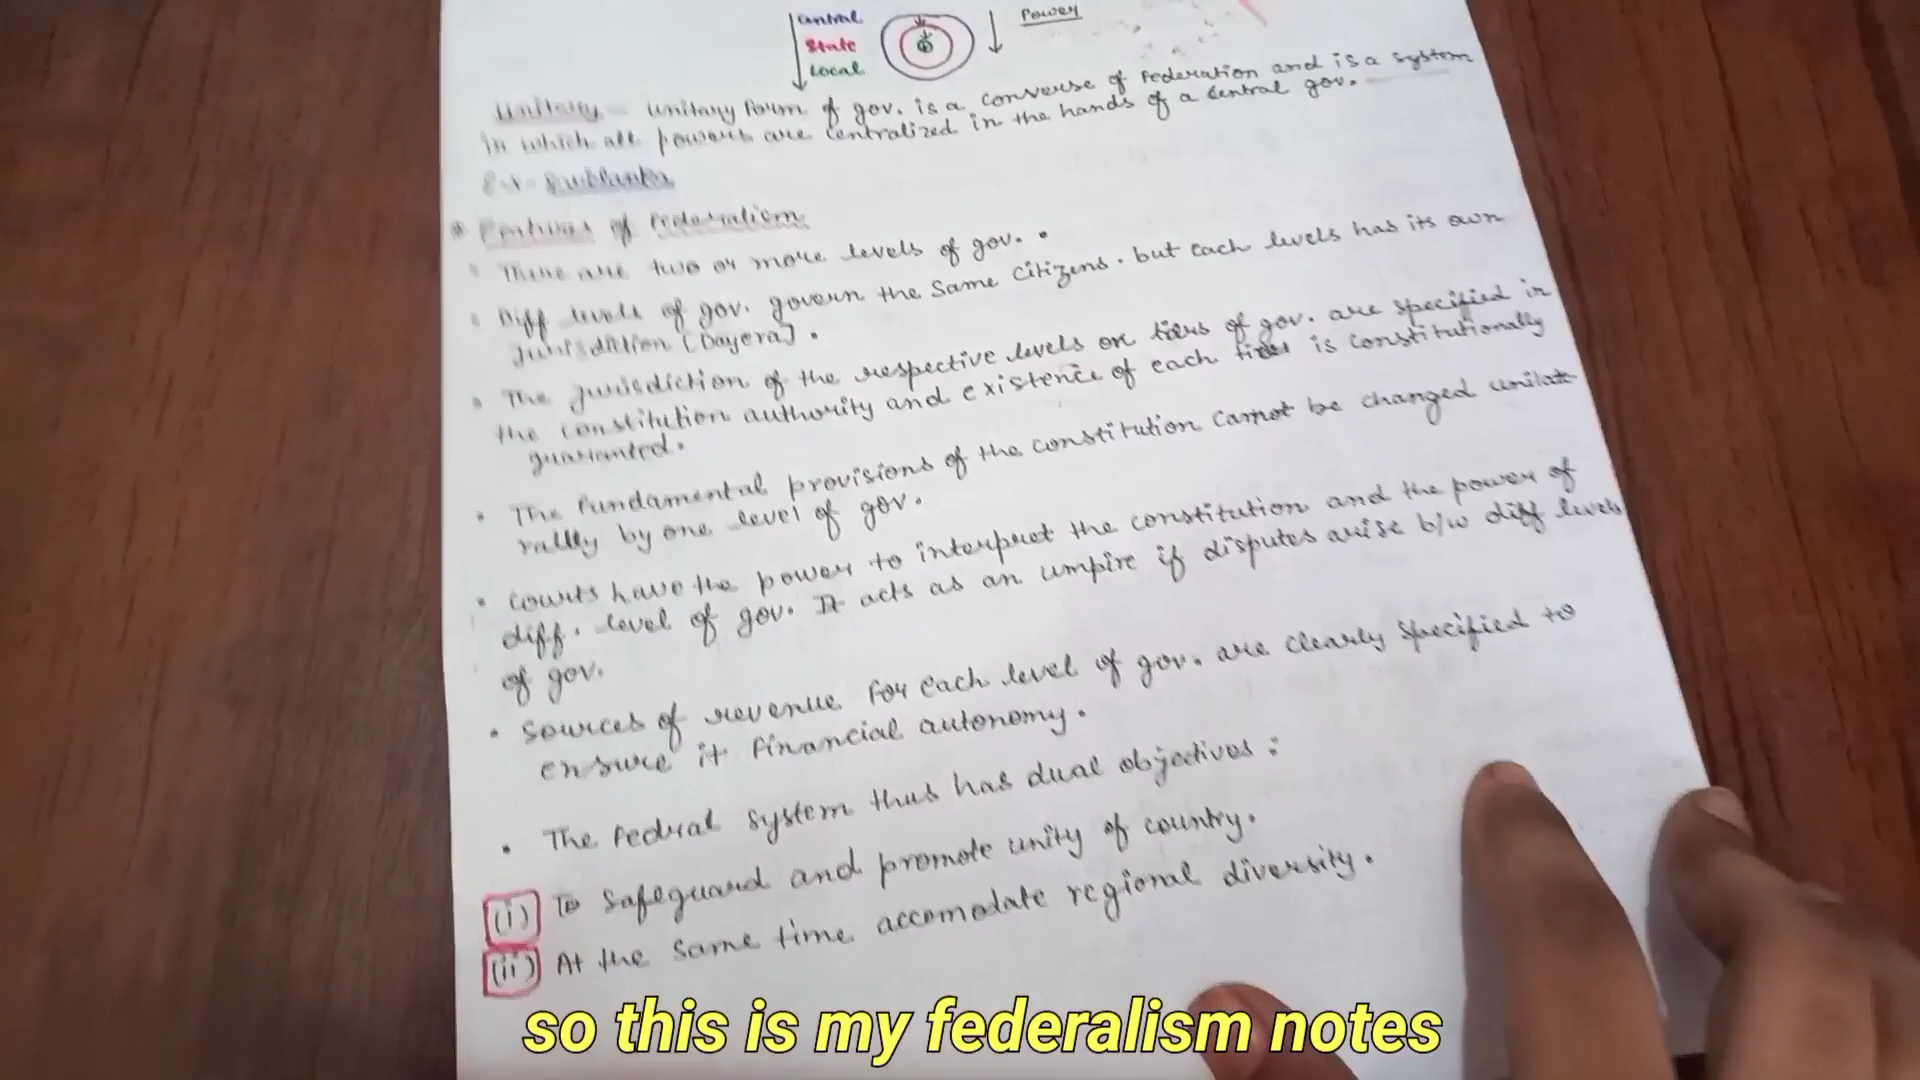 Central
State
Local
Power
Unitary - Unitary form of gov. is a converse of Federation and is a system
in which all powers are centralized in the hands of a central gov.
* Features of Federalism
There are two or more levels of gov.
Diff levels of gov. govern the same citizens. but each levels has its own
jurisdiction [Dayera].
The jurisdiction of the respective levels or tiers of gov. are specified in
the constitution authority and existence of each tier is constitutionally
guaranted.
The fundamental provisions of the constitution cannot be changed unilate
rally by one level of gov.
Courts have the power to interpret the constitution and the power of
diff. level of gov. It acts as an umpire if disputes arise b/w diff levels
of gov.
Sources of revenue for each level of gov. are clearly specified to
ensure it financial autonomy.
The Fedral system thus has dual objectives:
(i) To safeguard and promote unity of country.
(ii) At the same time accomodate regional diversity.
so this is my federalism notes